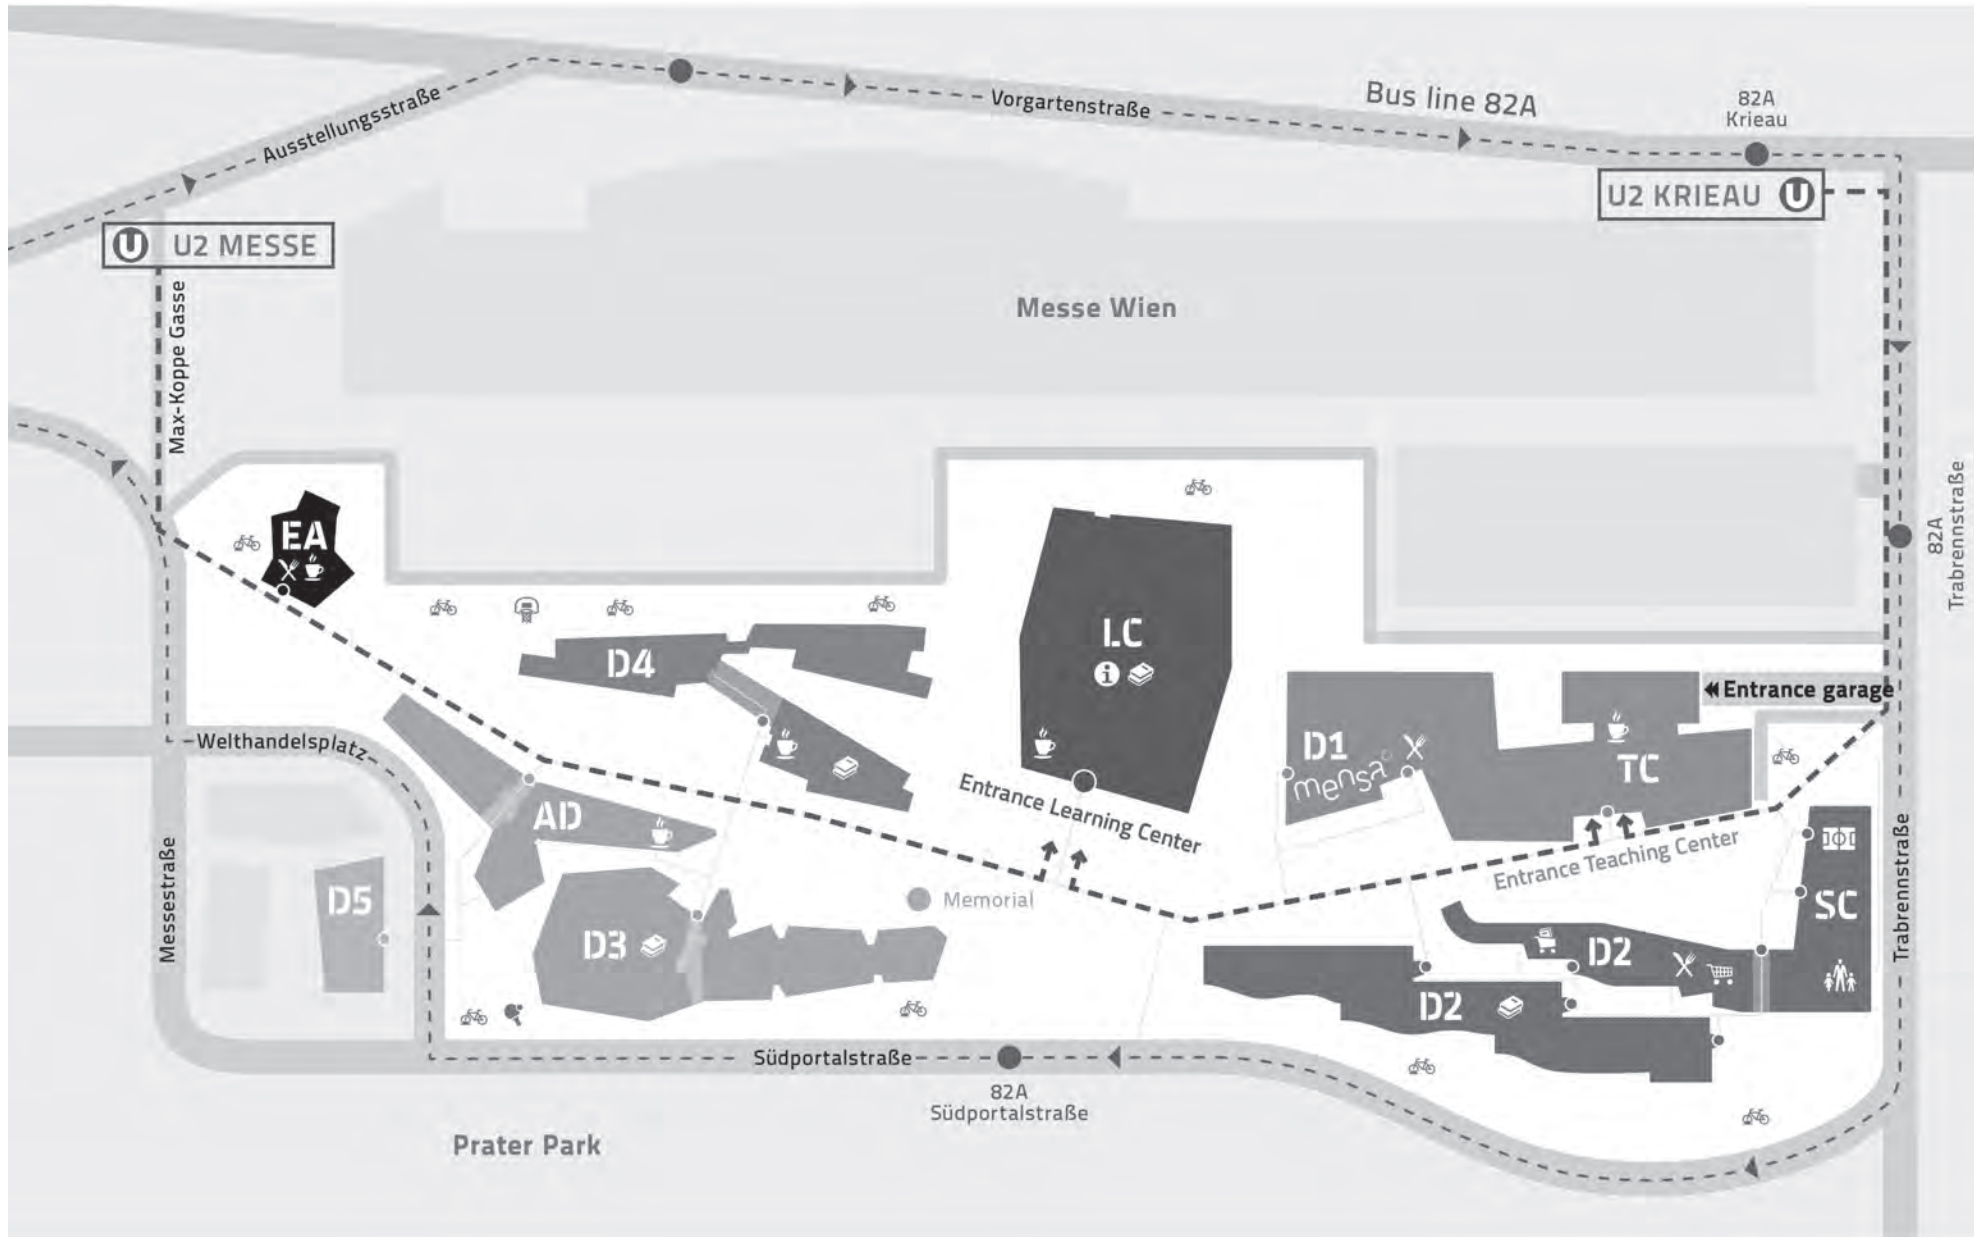 Ausstellungsstraße
Vorgartenstraße
Bus line 82A
82A
Krieau
U2 KRIEAU U
U U2 MESSE
Max-Koppe Gasse
Messe Wien
82A
Trabrennstraße
EA
D4
LC
i
Entrance garage
D1
mensa
TC
Entrance Learning Center
Entrance Teaching Center
Welthandelsplatz
AD
Messestraße
D5
D3
Memorial
D2
D2
SC
Trabrennstraße
Südportalstraße
82A
Südportalstraße
Prater Park